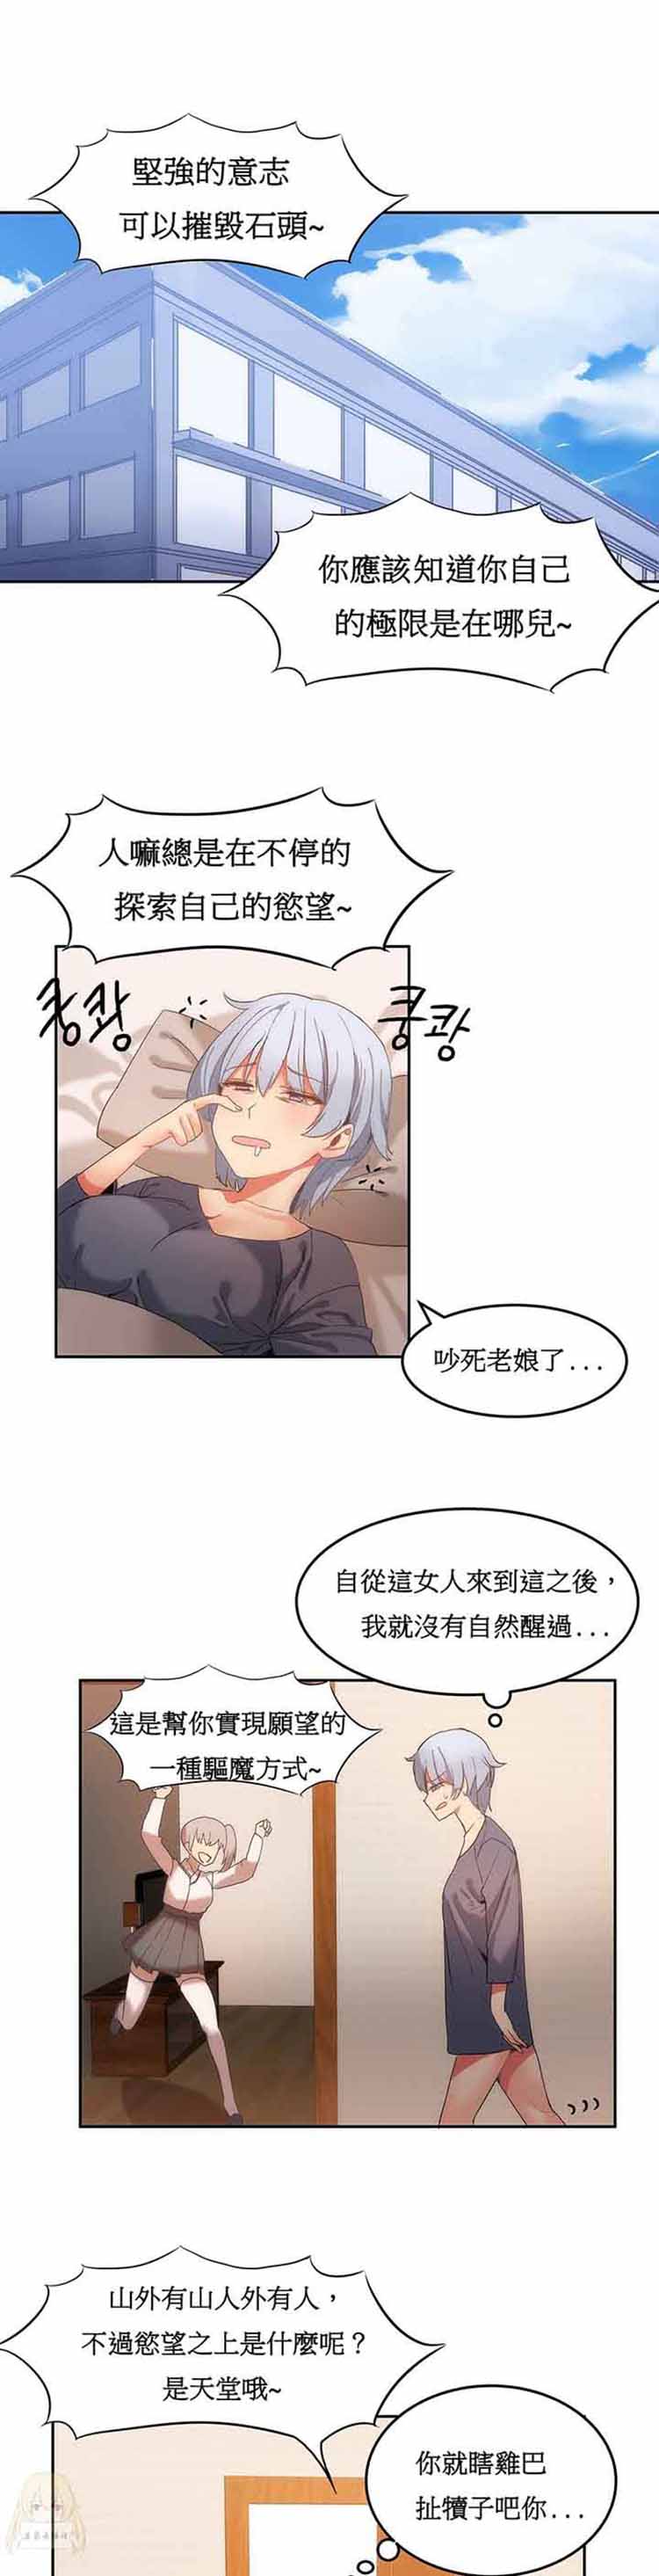 堅強的意志
可以摧毀石頭~
你應該知道你自己
的極限是在哪兒~
人嘛總是在不停的
探索自己的慾望~
쿵쾅
쿵쾅
吵死老娘了...
自從這女人來到這之後，
我就沒有自然醒過...
這是幫你實現願望的
一種驅魔方式~
山外有山人外有人，
不過慾望之上是什麼呢？
是天堂哦~
你就瞎雞巴
扯犢子吧你...